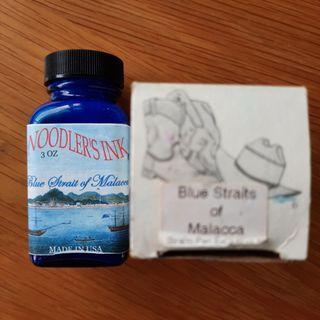 NOODLER'S INK
3 OZ
Blue Strait of Malacca
MADE IN USA
Blue Straits
of
Malacca